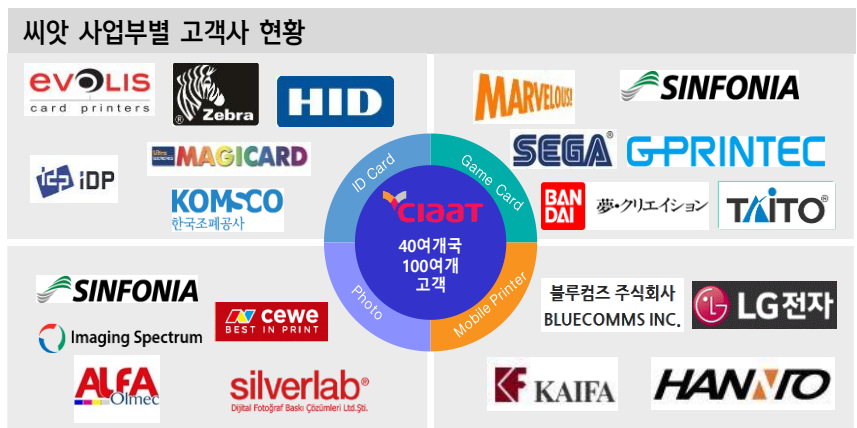 씨앗 사업부별 고객사 현황
evolis
card printers
® Zebra
HID
iDP
Ultra
ELECTRONICS
MAGICARD
KOMSCO
한국조폐공사
MARVELOUS!
SINFONIA
SEGA®
G-PRINTEC
BAN
DAI
夢・クリエイション
TAITO®
ID Card
Game Card
ciaat
40여개국
100여개
고객
Photo
Mobile Printer
SINFONIA
cewe
BEST IN PRINT
Imaging Spectrum
ALFA
Olmec
silverlab®
Dijital Fotoğraf Baskı Çözümleri Ltd.Şti.
블루컴즈 주식회사
BLUECOMMS INC.
LG전자
KAIFA
HANNTO